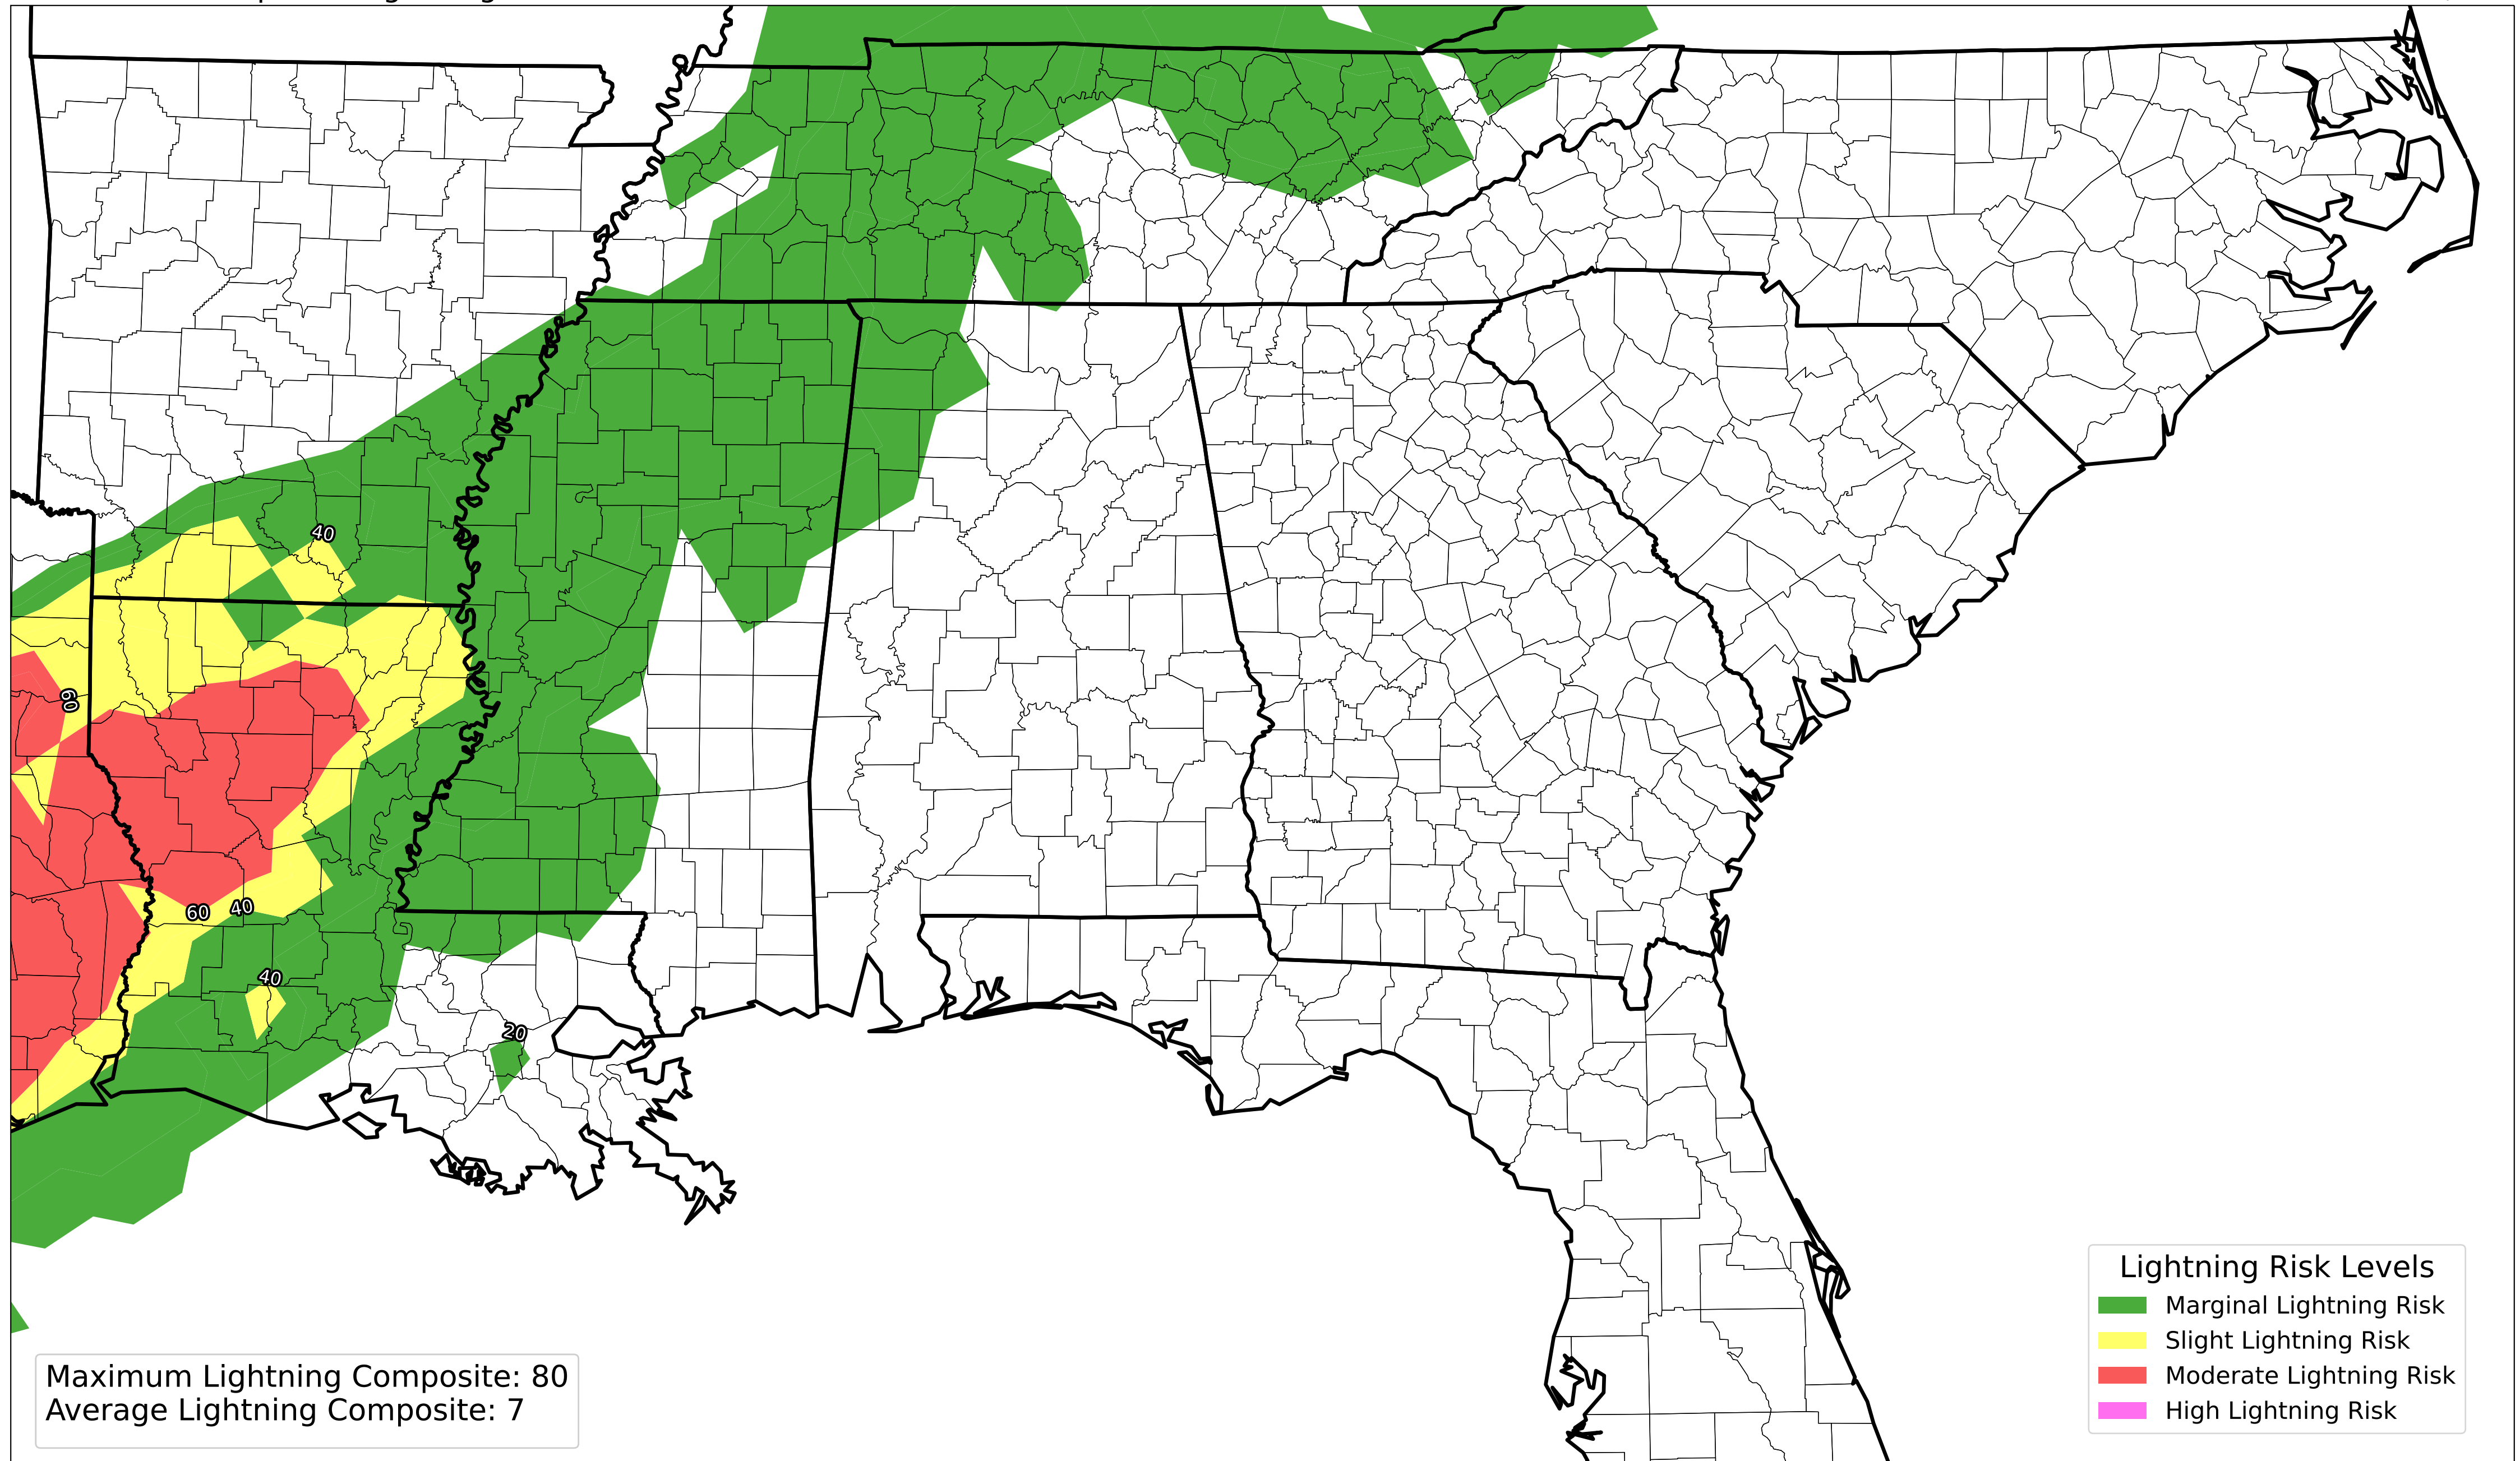 40
60
60
40
40
20
Lightning Risk Levels
Marginal Lightning Risk
Slight Lightning Risk
Moderate Lightning Risk
High Lightning Risk
Maximum Lightning Composite: 80
Average Lightning Composite: 7